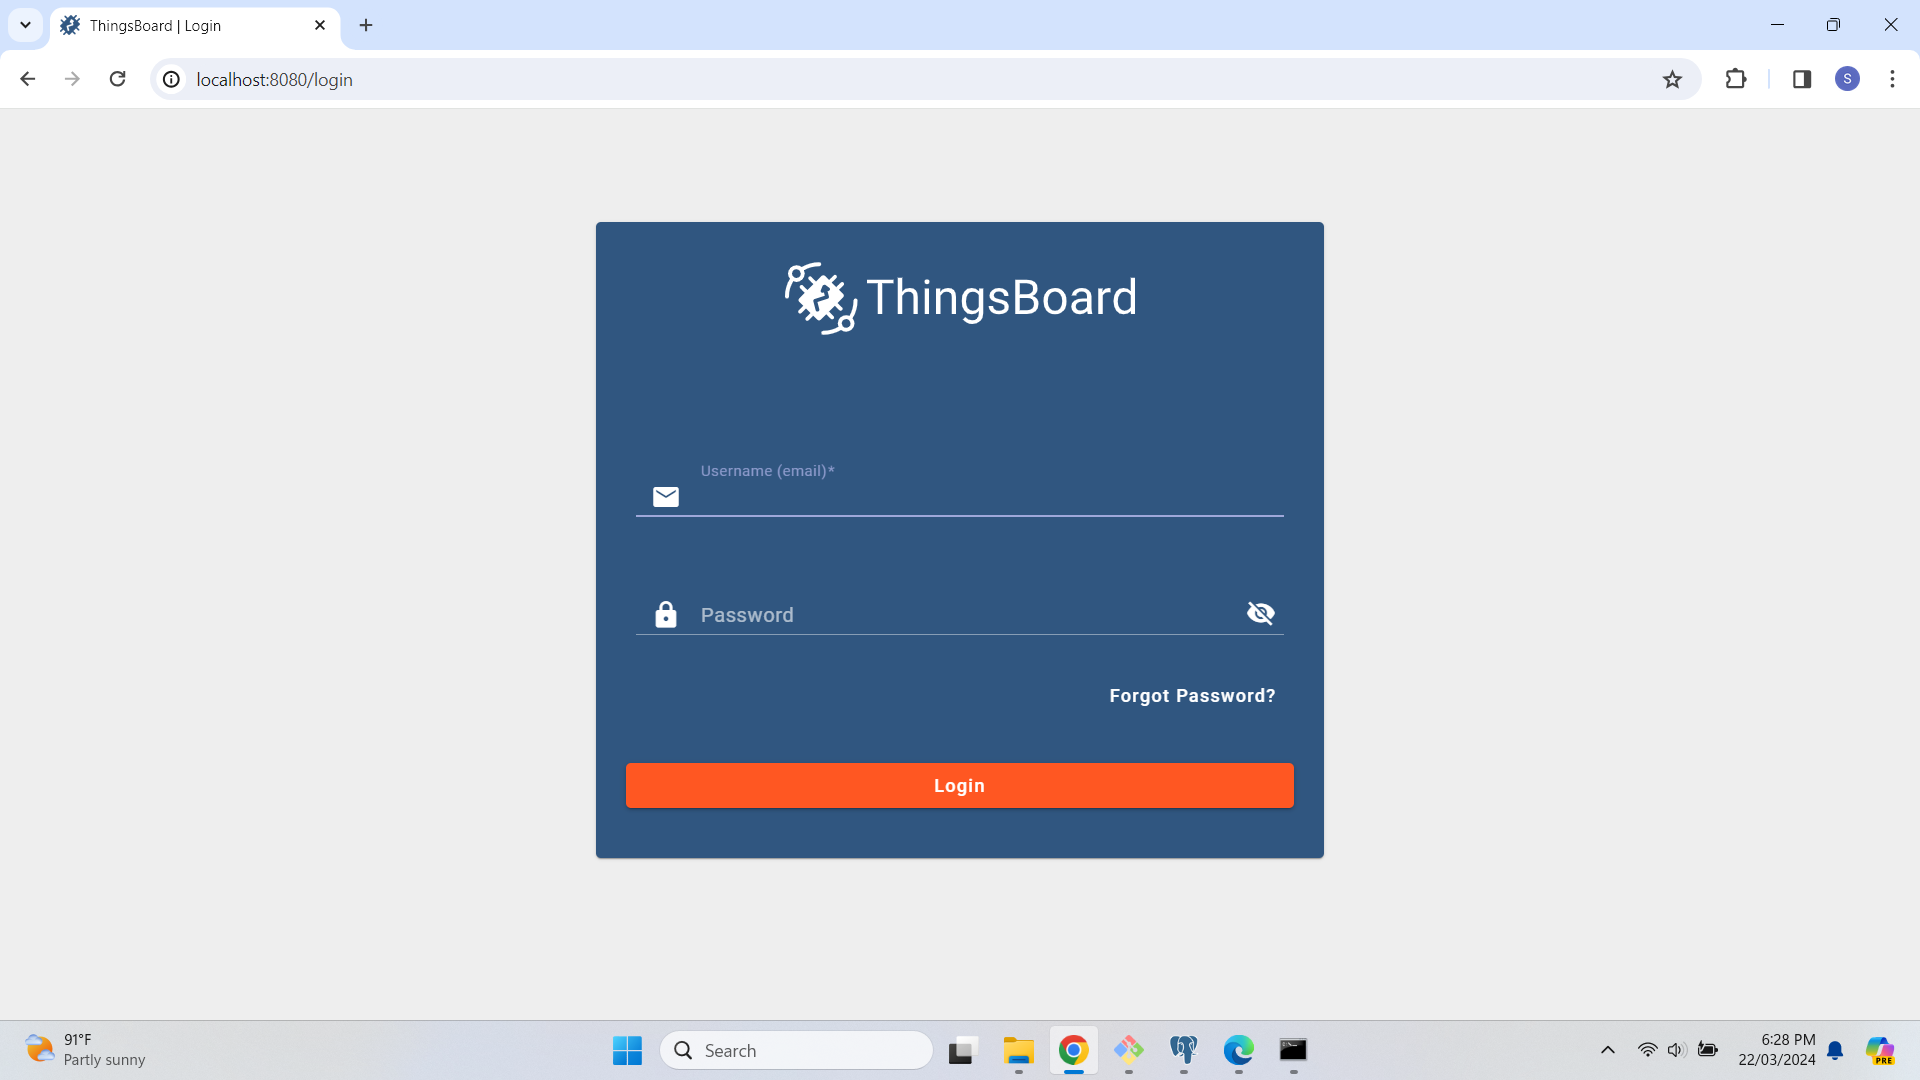 ThingsBoard | Login
localhost:8080/login
S
ThingsBoard
Username (email)*
Password
Forgot Password?
Login
91°F
Partly sunny
Search
6:28 PM
22/03/2024
PRE